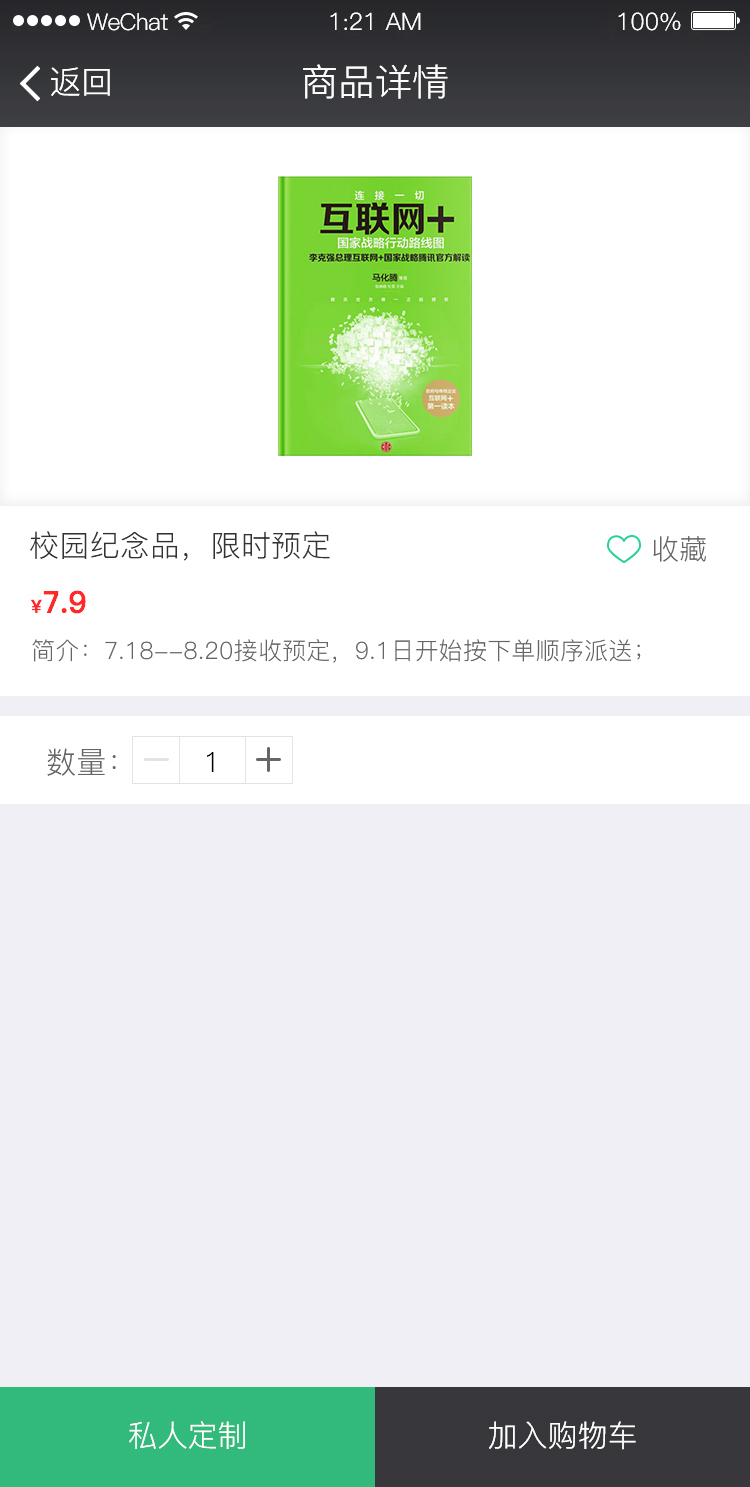 WeChat 1:21 AM 100%
返回 商品详情
连接一切
互联网+
国家战略行动路线图
李克强总理互联网+国家战略腾讯官方解读
马化腾
互联网+
第一读本
校园纪念品，限时预定 收藏
¥7.9
简介：7.18--8.20接收预定，9.1日开始按下单顺序派送；
数量： 1
私人定制 加入购物车